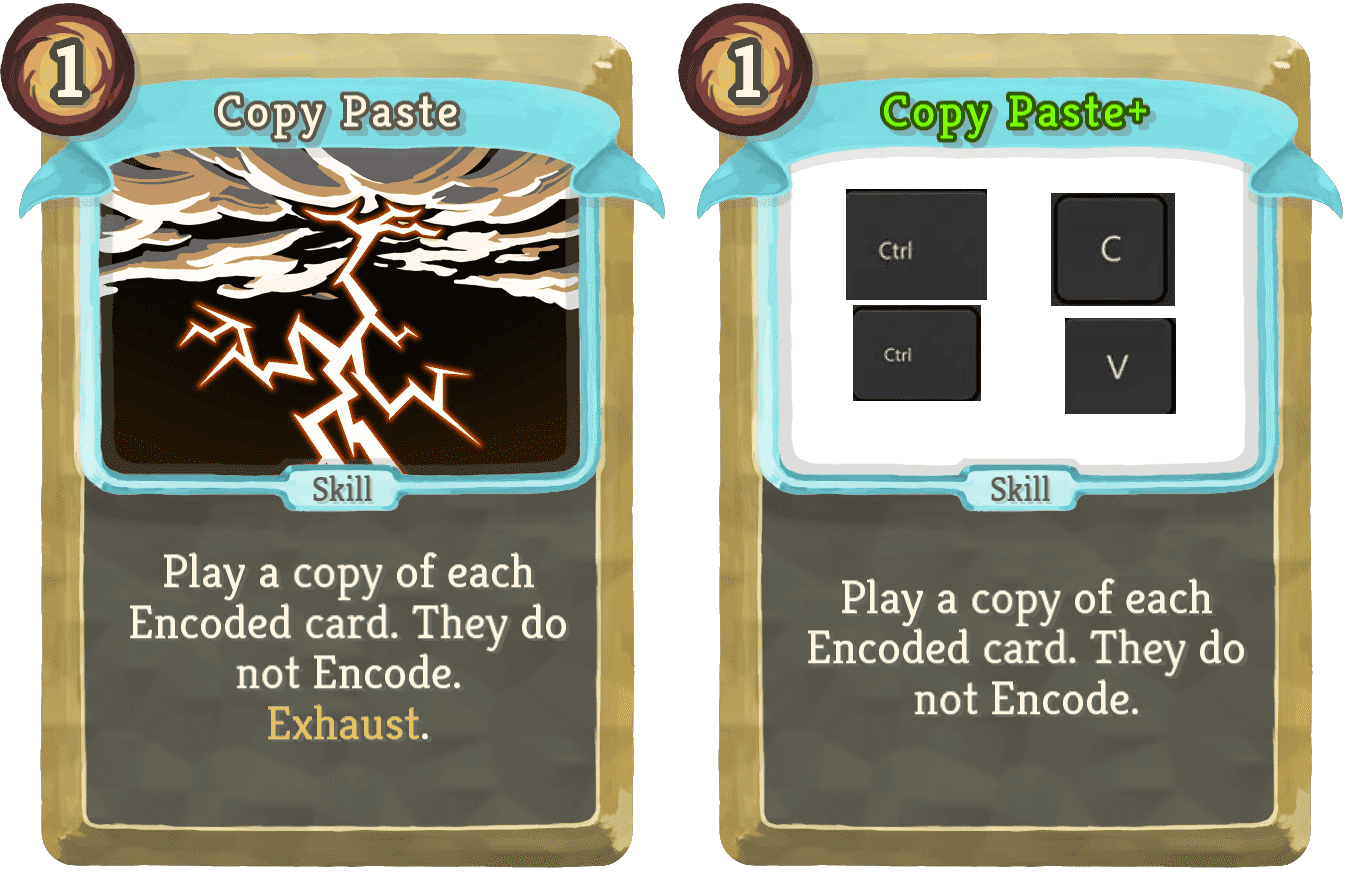 1
Copy Paste
Skill
Play a copy of each
Encoded card. They do
not Encode.
Exhaust.
1
Copy Paste+
Ctrl
C
Ctrl
V
Skill
Play a copy of each
Encoded card. They do
not Encode.